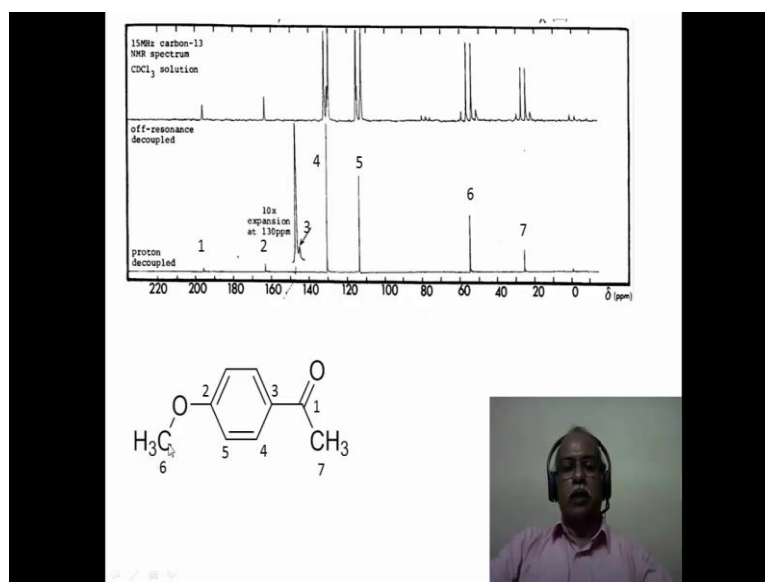 15MHz carbon-13
NMR spectrum
CDCl3 solution
off-resonance
decoupled
4
5
10x
expansion
at 130ppm
3
6
1
2
7
proton
decoupled
220 200 180 160 140 120 100 80 60 40 20 0 δ (ppm)
O
2
3
O
1
H3C
5
4
CH3
6
7